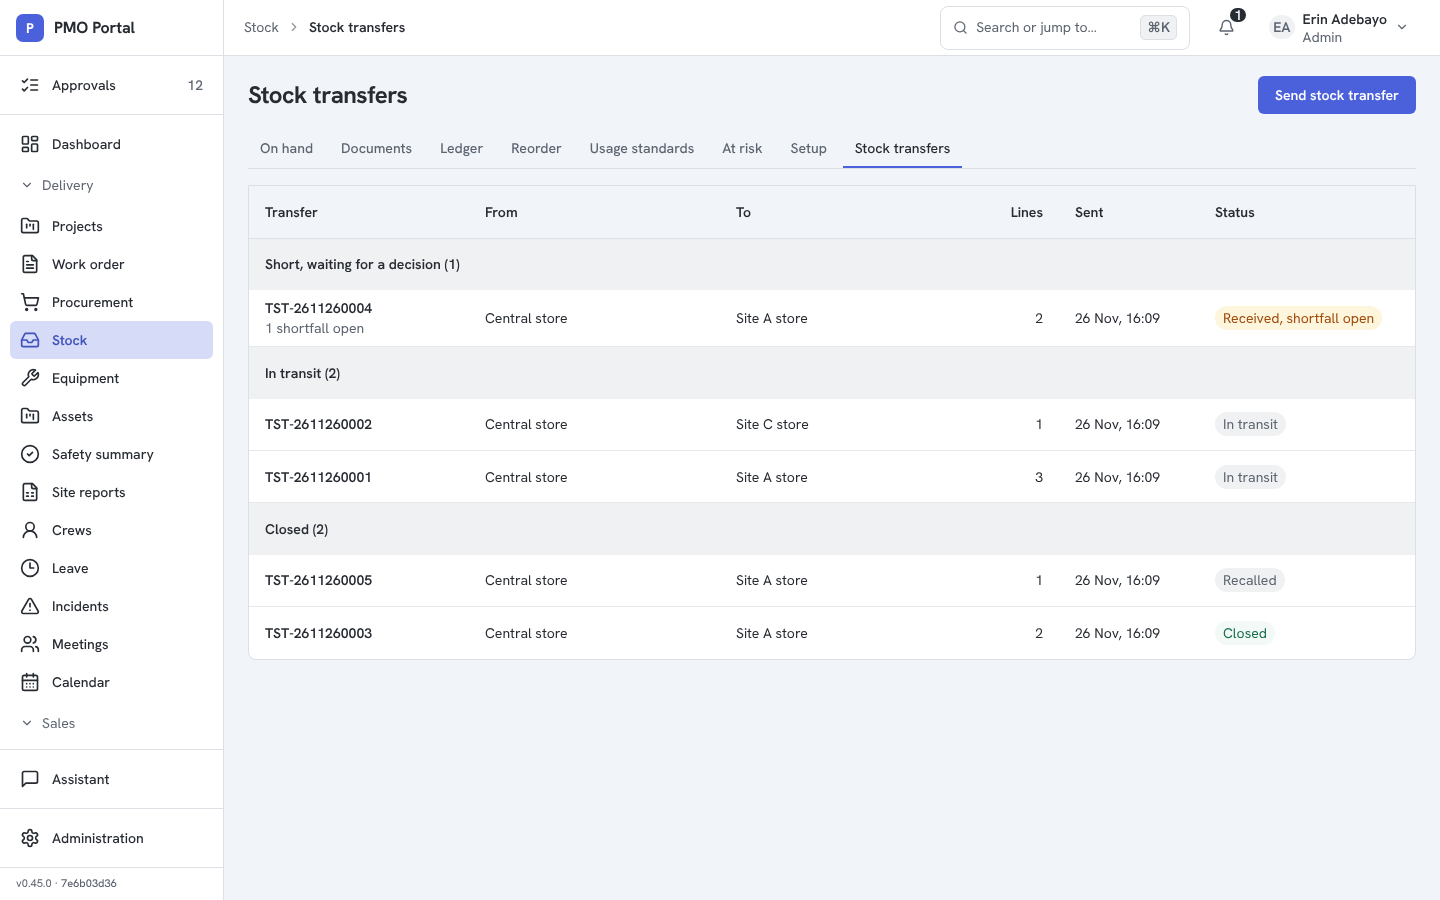 P PMO Portal
Stock > Stock transfers
Search or jump to... ⌘K
1
EA Erin Adebayo
Admin
Approvals 12
Dashboard
Delivery
Projects
Work order
Procurement
Stock
Equipment
Assets
Safety summary
Site reports
Crews
Leave
Incidents
Meetings
Calendar
Sales
Assistant
Administration
v0.45.0 · 7e6b03d36
Stock transfers
Send stock transfer
On hand Documents Ledger Reorder Usage standards At risk Setup Stock transfers
Transfer From To Lines Sent Status
Short, waiting for a decision (1)
TST-2611260004 Central store Site A store 2 26 Nov, 16:09 Received, shortfall open
1 shortfall open
In transit (2)
TST-2611260002 Central store Site C store 1 26 Nov, 16:09 In transit
TST-2611260001 Central store Site A store 3 26 Nov, 16:09 In transit
Closed (2)
TST-2611260005 Central store Site A store 1 26 Nov, 16:09 Recalled
TST-2611260003 Central store Site A store 2 26 Nov, 16:09 Closed